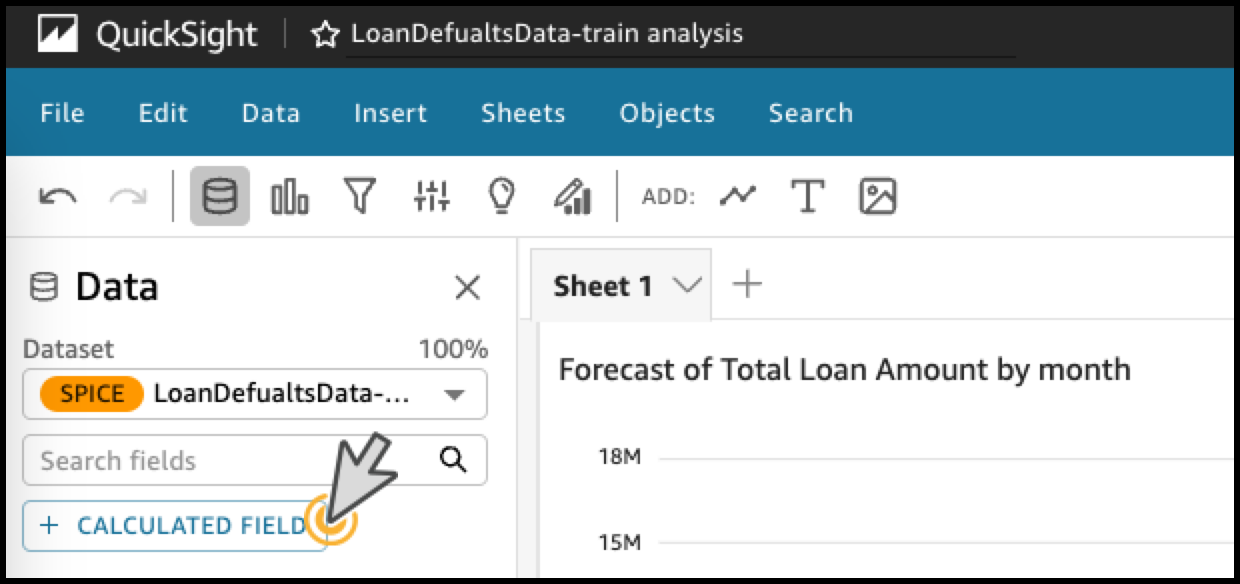 QuickSight
LoanDefualtsData-train analysis
File Edit Data Insert Sheets Objects Search
ADD: T
Data
Sheet 1
Dataset 100%
SPICE LoanDefualtsData-...
Search fields
+ CALCULATED FIELD
Forecast of Total Loan Amount by month
18M
15M